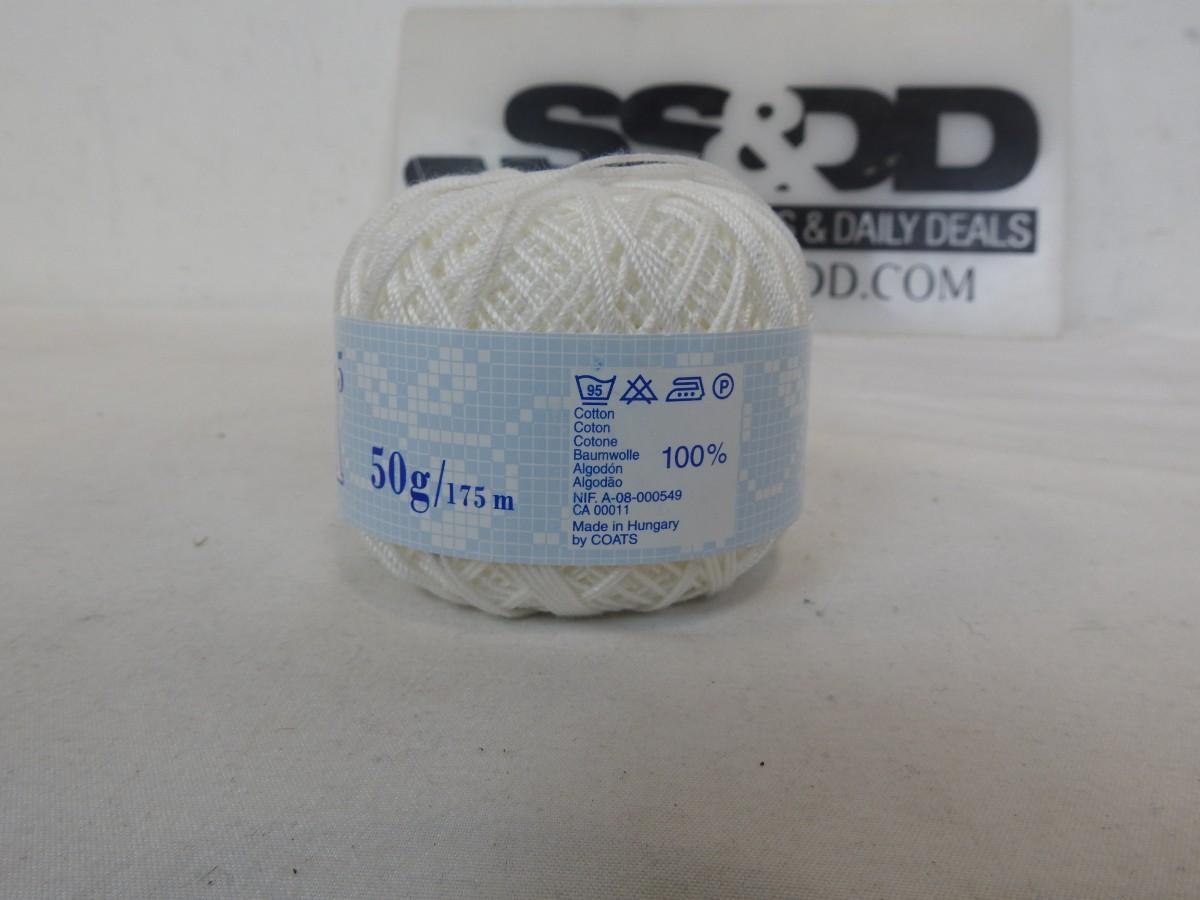 SS&DD
S & DAILY DEALS
DD.COM
5
50g/175 m
95
P
Cotton
Coton
Cotone
Baumwolle
Algodón
Algodão
100%
NIF. A-08-000549
CA 00011
Made in Hungary
by COATS